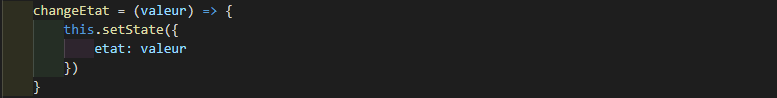 changeEtat = (valeur) => {
    this.setState({
        etat: valeur
    })
}